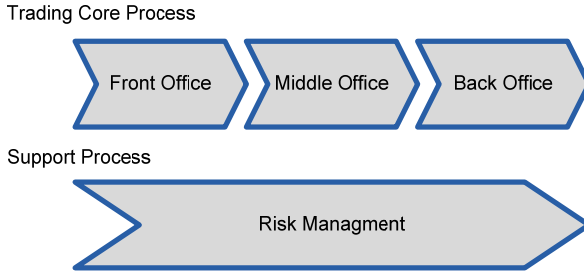 Trading Core Process
Front Office
Middle Office
Back Office
Support Process
Risk Managment